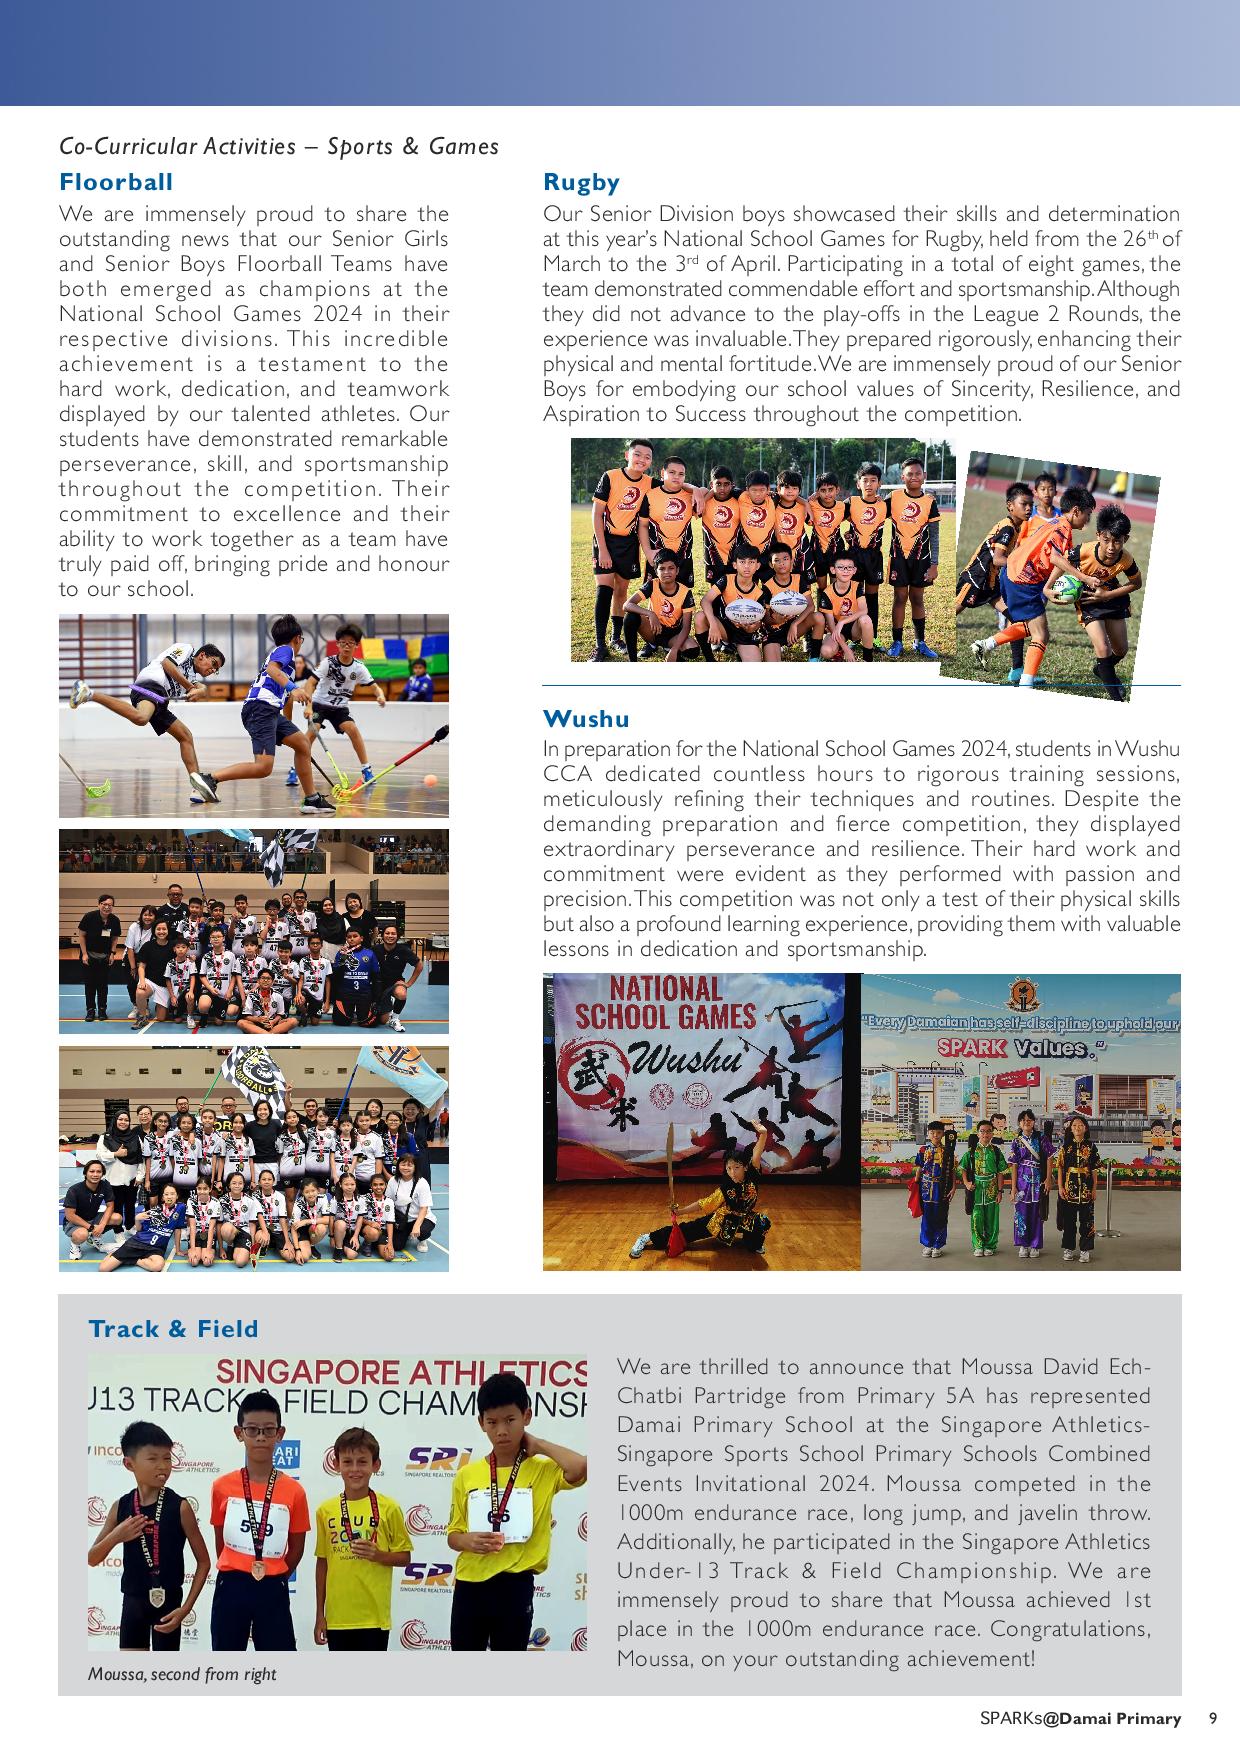 Co-Curricular Activities – Sports & Games
Floorball
We are immensely proud to share the
outstanding news that our Senior Girls
and Senior Boys Floorball Teams have
both emerged as champions at the
National School Games 2024 in their
respective divisions. This incredible
achievement is a testament to the
hard work, dedication, and teamwork
displayed by our talented athletes. Our
students have demonstrated remarkable
perseverance, skill, and sportsmanship
throughout the competition. Their
commitment to excellence and their
ability to work together as a team have
truly paid off, bringing pride and honour
to our school.
Rugby
Our Senior Division boys showcased their skills and determination
at this year's National School Games for Rugby, held from the 26th of
March to the 3rd of April. Participating in a total of eight games, the
team demonstrated commendable effort and sportsmanship. Although
they did not advance to the play-offs in the League 2 Rounds, the
experience was invaluable. They prepared rigorously, enhancing their
physical and mental fortitude. We are immensely proud of our Senior
Boys for embodying our school values of Sincerity, Resilience, and
Aspiration to Success throughout the competition.
Wushu
In preparation for the National School Games 2024, students in Wushu
CCA dedicated countless hours to rigorous training sessions,
meticulously refining their techniques and routines. Despite the
demanding preparation and fierce competition, they displayed
extraordinary perseverance and resilience. Their hard work and
commitment were evident as they performed with passion and
precision. This competition was not only a test of their physical skills
but also a profound learning experience, providing them with valuable
lessons in dedication and sportsmanship.
NATIONAL
SCHOOL GAMES
Wushu
武术
"Every Damaian has self-discipline to uphold our
SPARK Values."
Track & Field
SINGAPORE ATHLETICS
U13 TRACK & FIELD CHAMPIONSH
We are thrilled to announce that Moussa David Ech-
Chatbi Partridge from Primary 5A has represented
Damai Primary School at the Singapore Athletics-
Singapore Sports School Primary Schools Combined
Events Invitational 2024. Moussa competed in the
1000m endurance race, long jump, and javelin throw.
Additionally, he participated in the Singapore Athletics
Under-13 Track & Field Championship. We are
immensely proud to share that Moussa achieved 1st
place in the 1000m endurance race. Congratulations,
Moussa, on your outstanding achievement!
Moussa, second from right
SPARKs@Damai Primary 9